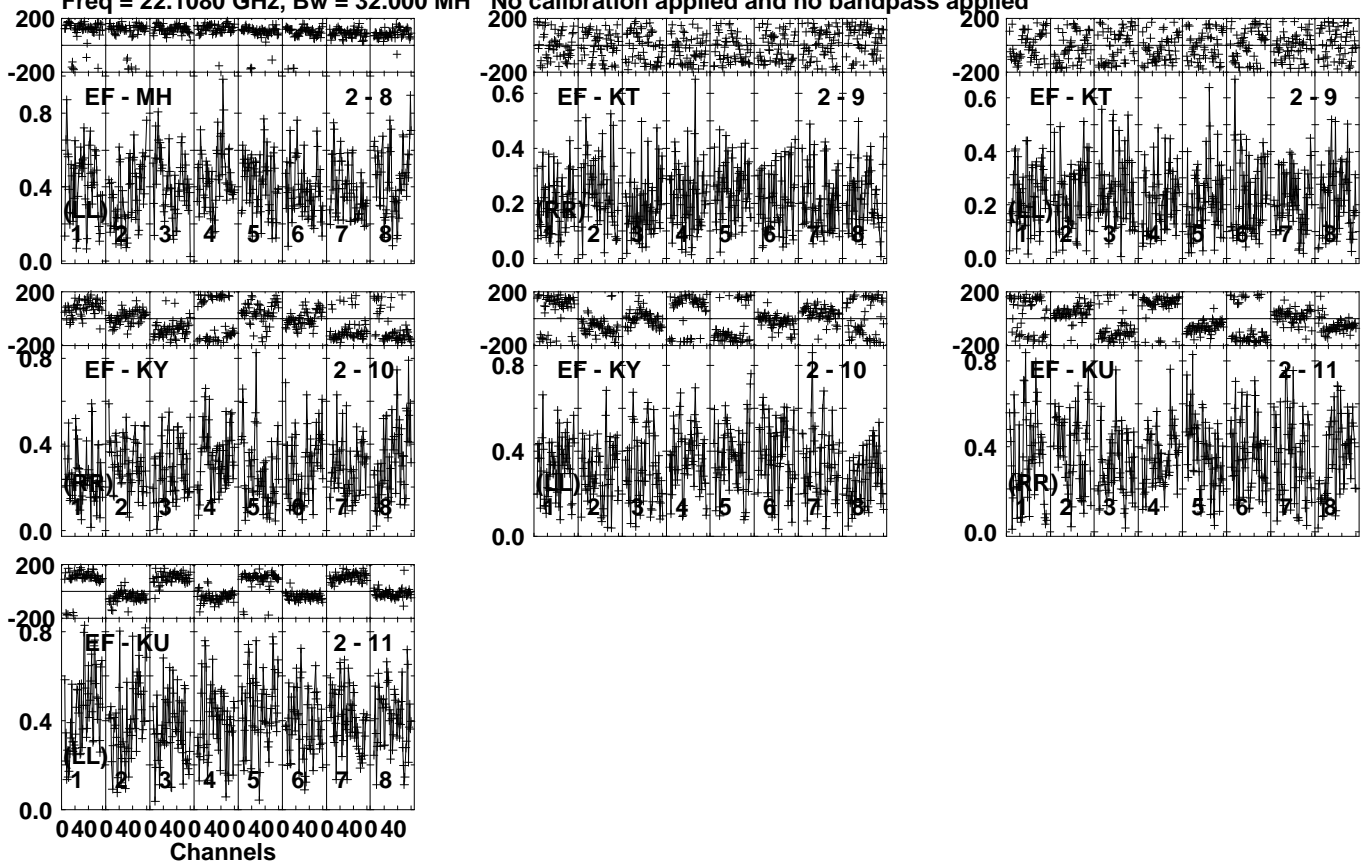 Freq = 22.1080 GHz, Bw = 32.000 MH No calibration applied and no bandpass applied
200
-200
EF - MH 2 - 8
0.8
0.4
(LL)
1 2 3 4 5 6 7 8
0.0
200
-200
0.6
EF - KT 2 - 9
0.4
0.2
(RR)
1 2 3 4 5 6 7 8
0.0
200
-200
0.6
EF - KT 2 - 9
0.4
0.2
(LL)
1 2 3 4 5 6 7 8
0.0
200
-200
0.8
EF - KY 2 - 10
0.4
(RR)
1 2 3 4 5 6 7 8
0.0
200
-200
0.8
EF - KY 2 - 10
0.4
(LL)
1 2 3 4 5 6 7 8
0.0
200
-200
0.8
EF - KU 2 - 11
0.4
(RR)
1 2 3 4 5 6 7 8
0.0
200
-200
0.8
EF - KU 2 - 11
0.4
(LL)
1 2 3 4 5 6 7 8
0.0
0 40 0 40 0 40 0 40 0 40 0 40 0 40 0 40
Channels